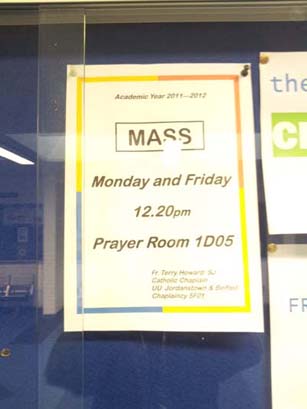 Academic Year 2011—2012
MASS
Monday and Friday
12.20pm
Prayer Room 1D05
Fr. Terry Howard SJ
Catholic Chaplain
UU Jordanstown & Belfast
Chaplaincy 5F01
the
FR